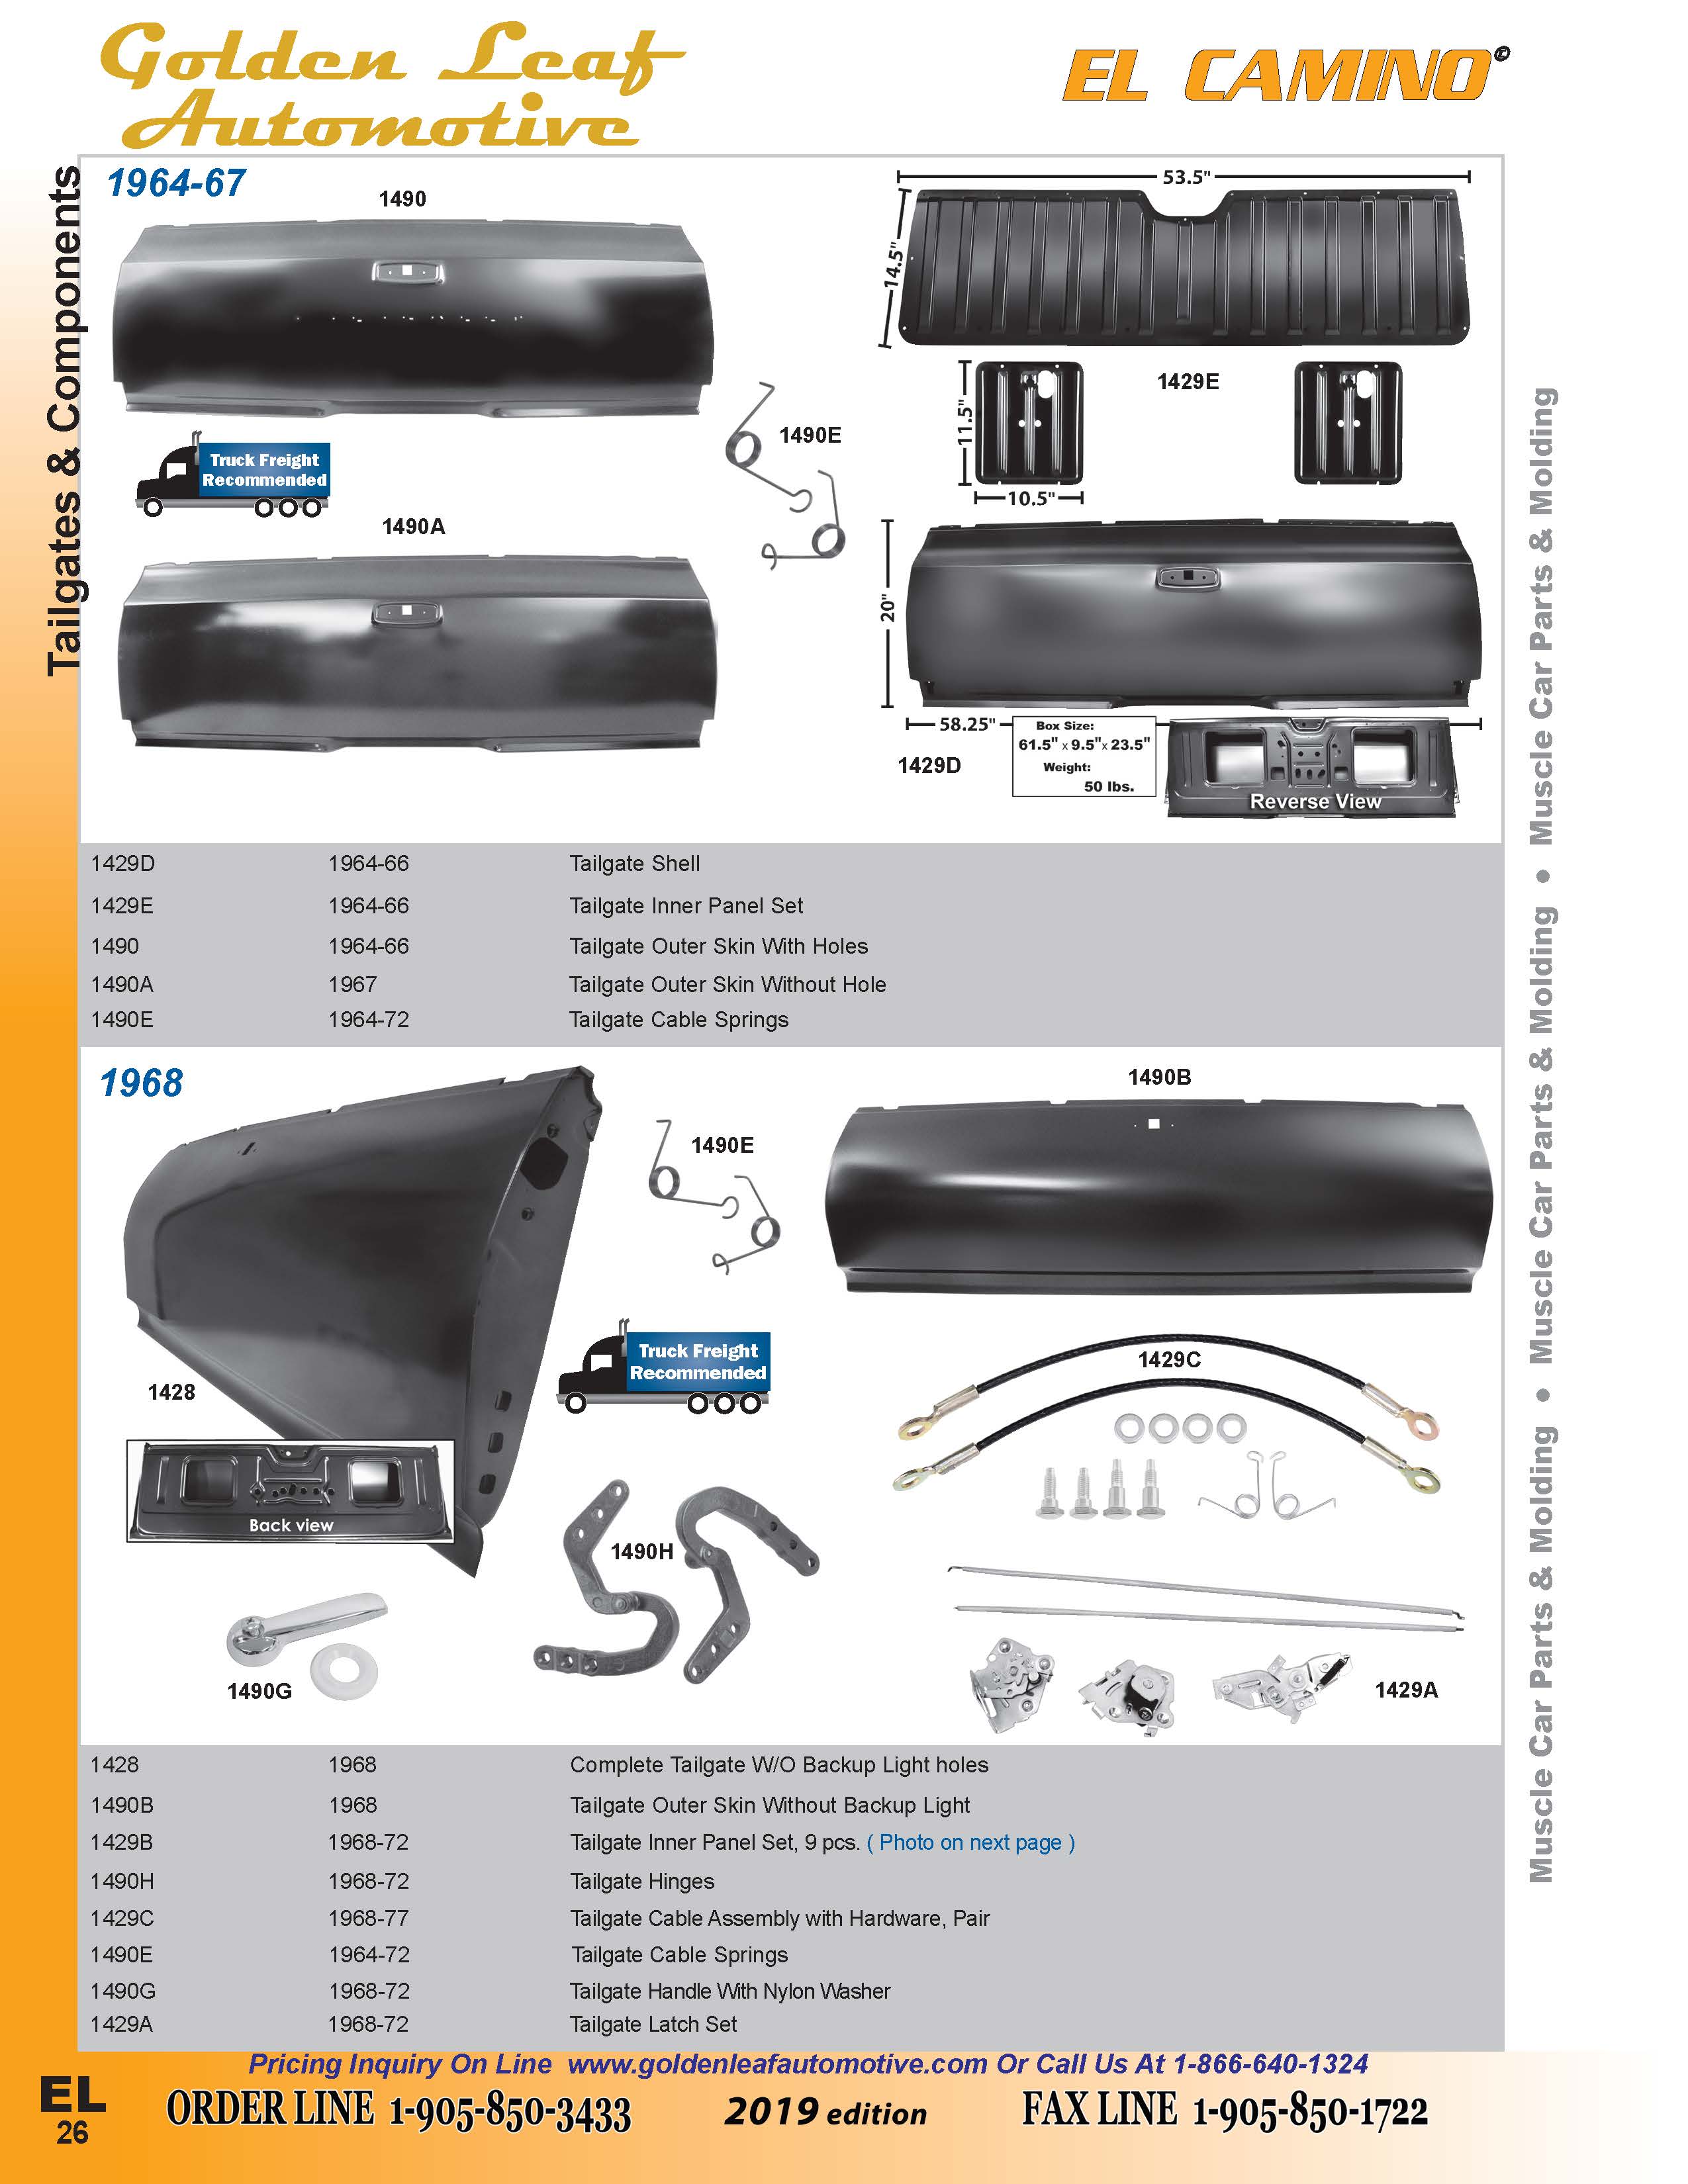 Golden Leaf
Automotive
EL CAMINO©
Tailgates & Components
1964-67
1490
53.5"
14.5"
1429E
11.5"
10.5"
1490E
Truck Freight
Recommended
1490A
20"
58.25"
Box Size:
61.5" x 9.5" x 23.5"
Weight:
50 lbs.
1429D
Reverse View
1429D 1964-66 Tailgate Shell
1429E 1964-66 Tailgate Inner Panel Set
1490 1964-66 Tailgate Outer Skin With Holes
1490A 1967 Tailgate Outer Skin Without Hole
1490E 1964-72 Tailgate Cable Springs
1968
1490B
1490E
Truck Freight
Recommended
1428
1429C
Back view
1490H
1490G
1429A
1428 1968 Complete Tailgate W/O Backup Light holes
1490B 1968 Tailgate Outer Skin Without Backup Light
1429B 1968-72 Tailgate Inner Panel Set, 9 pcs. ( Photo on next page )
1490H 1968-72 Tailgate Hinges
1429C 1968-77 Tailgate Cable Assembly with Hardware, Pair
1490E 1964-72 Tailgate Cable Springs
1490G 1968-72 Tailgate Handle With Nylon Washer
1429A 1968-72 Tailgate Latch Set
Muscle Car Parts & Molding • Muscle Car Parts & Molding • Muscle Car Parts & Molding
Pricing Inquiry On Line www.goldenleafautomotive.com Or Call Us At 1-866-640-1324
EL
26
ORDER LINE 1-905-850-3433 2019 edition FAX LINE 1-905-850-1722